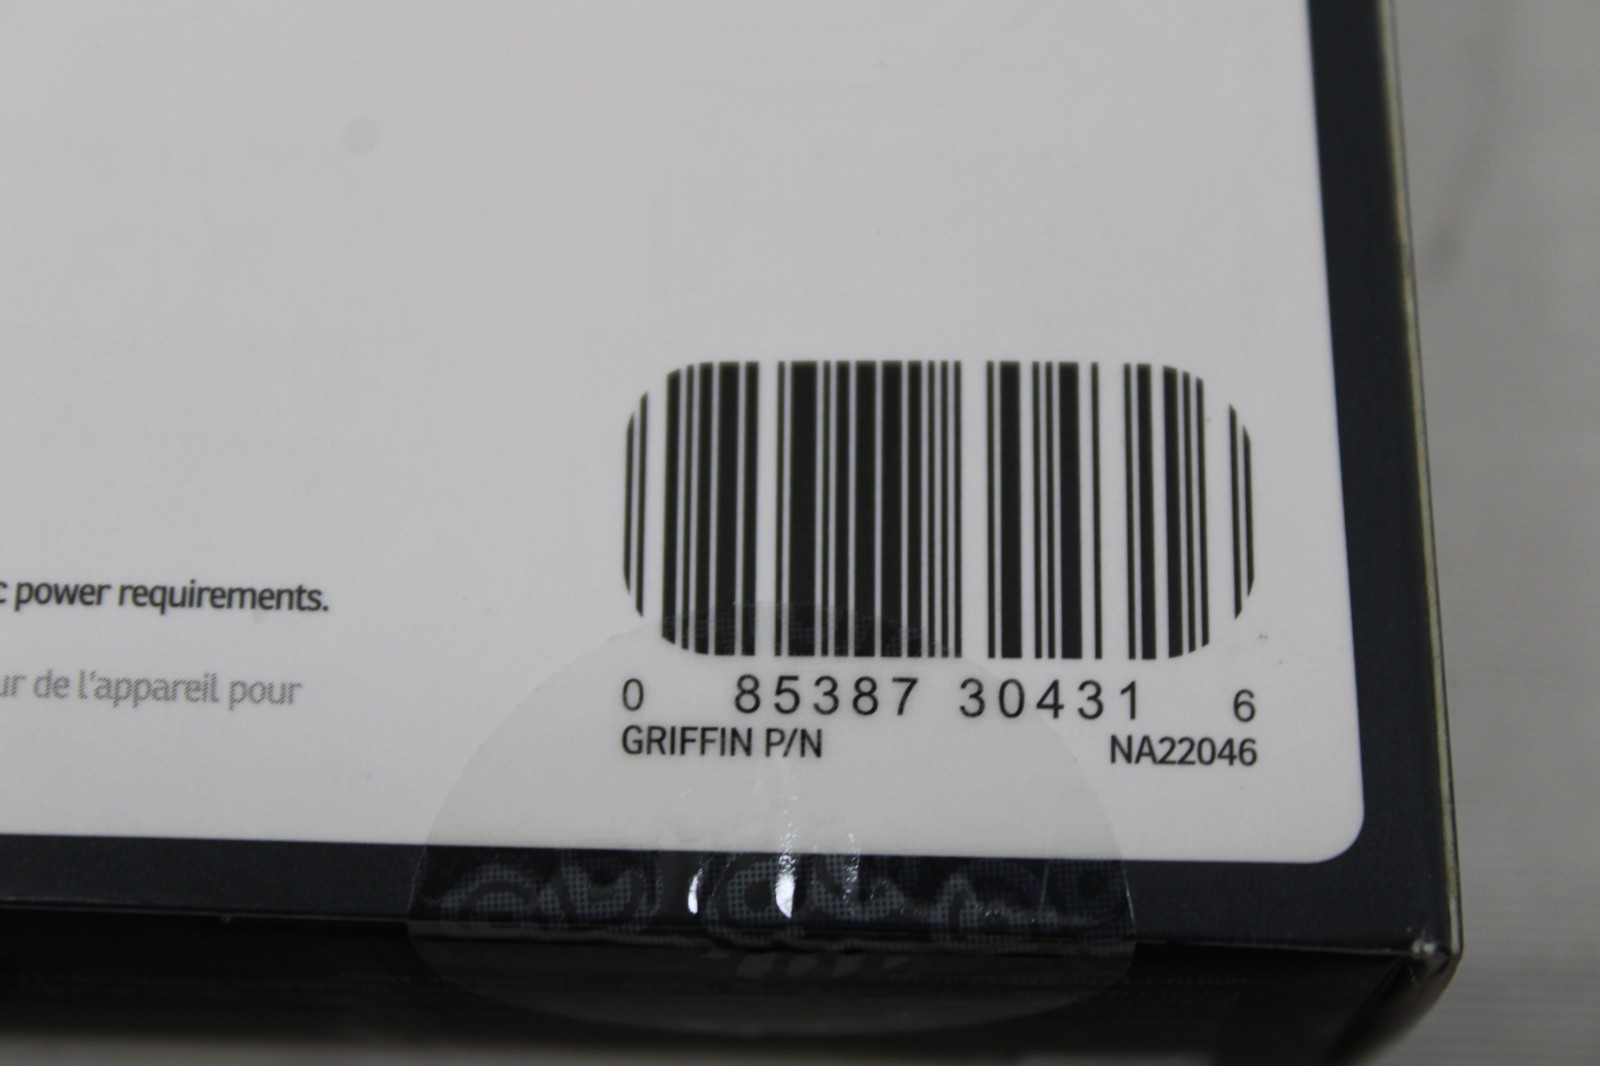 power requirements.
ur de l'appareil pour
0 85387 30431 6
GRIFFIN P/N NA22046